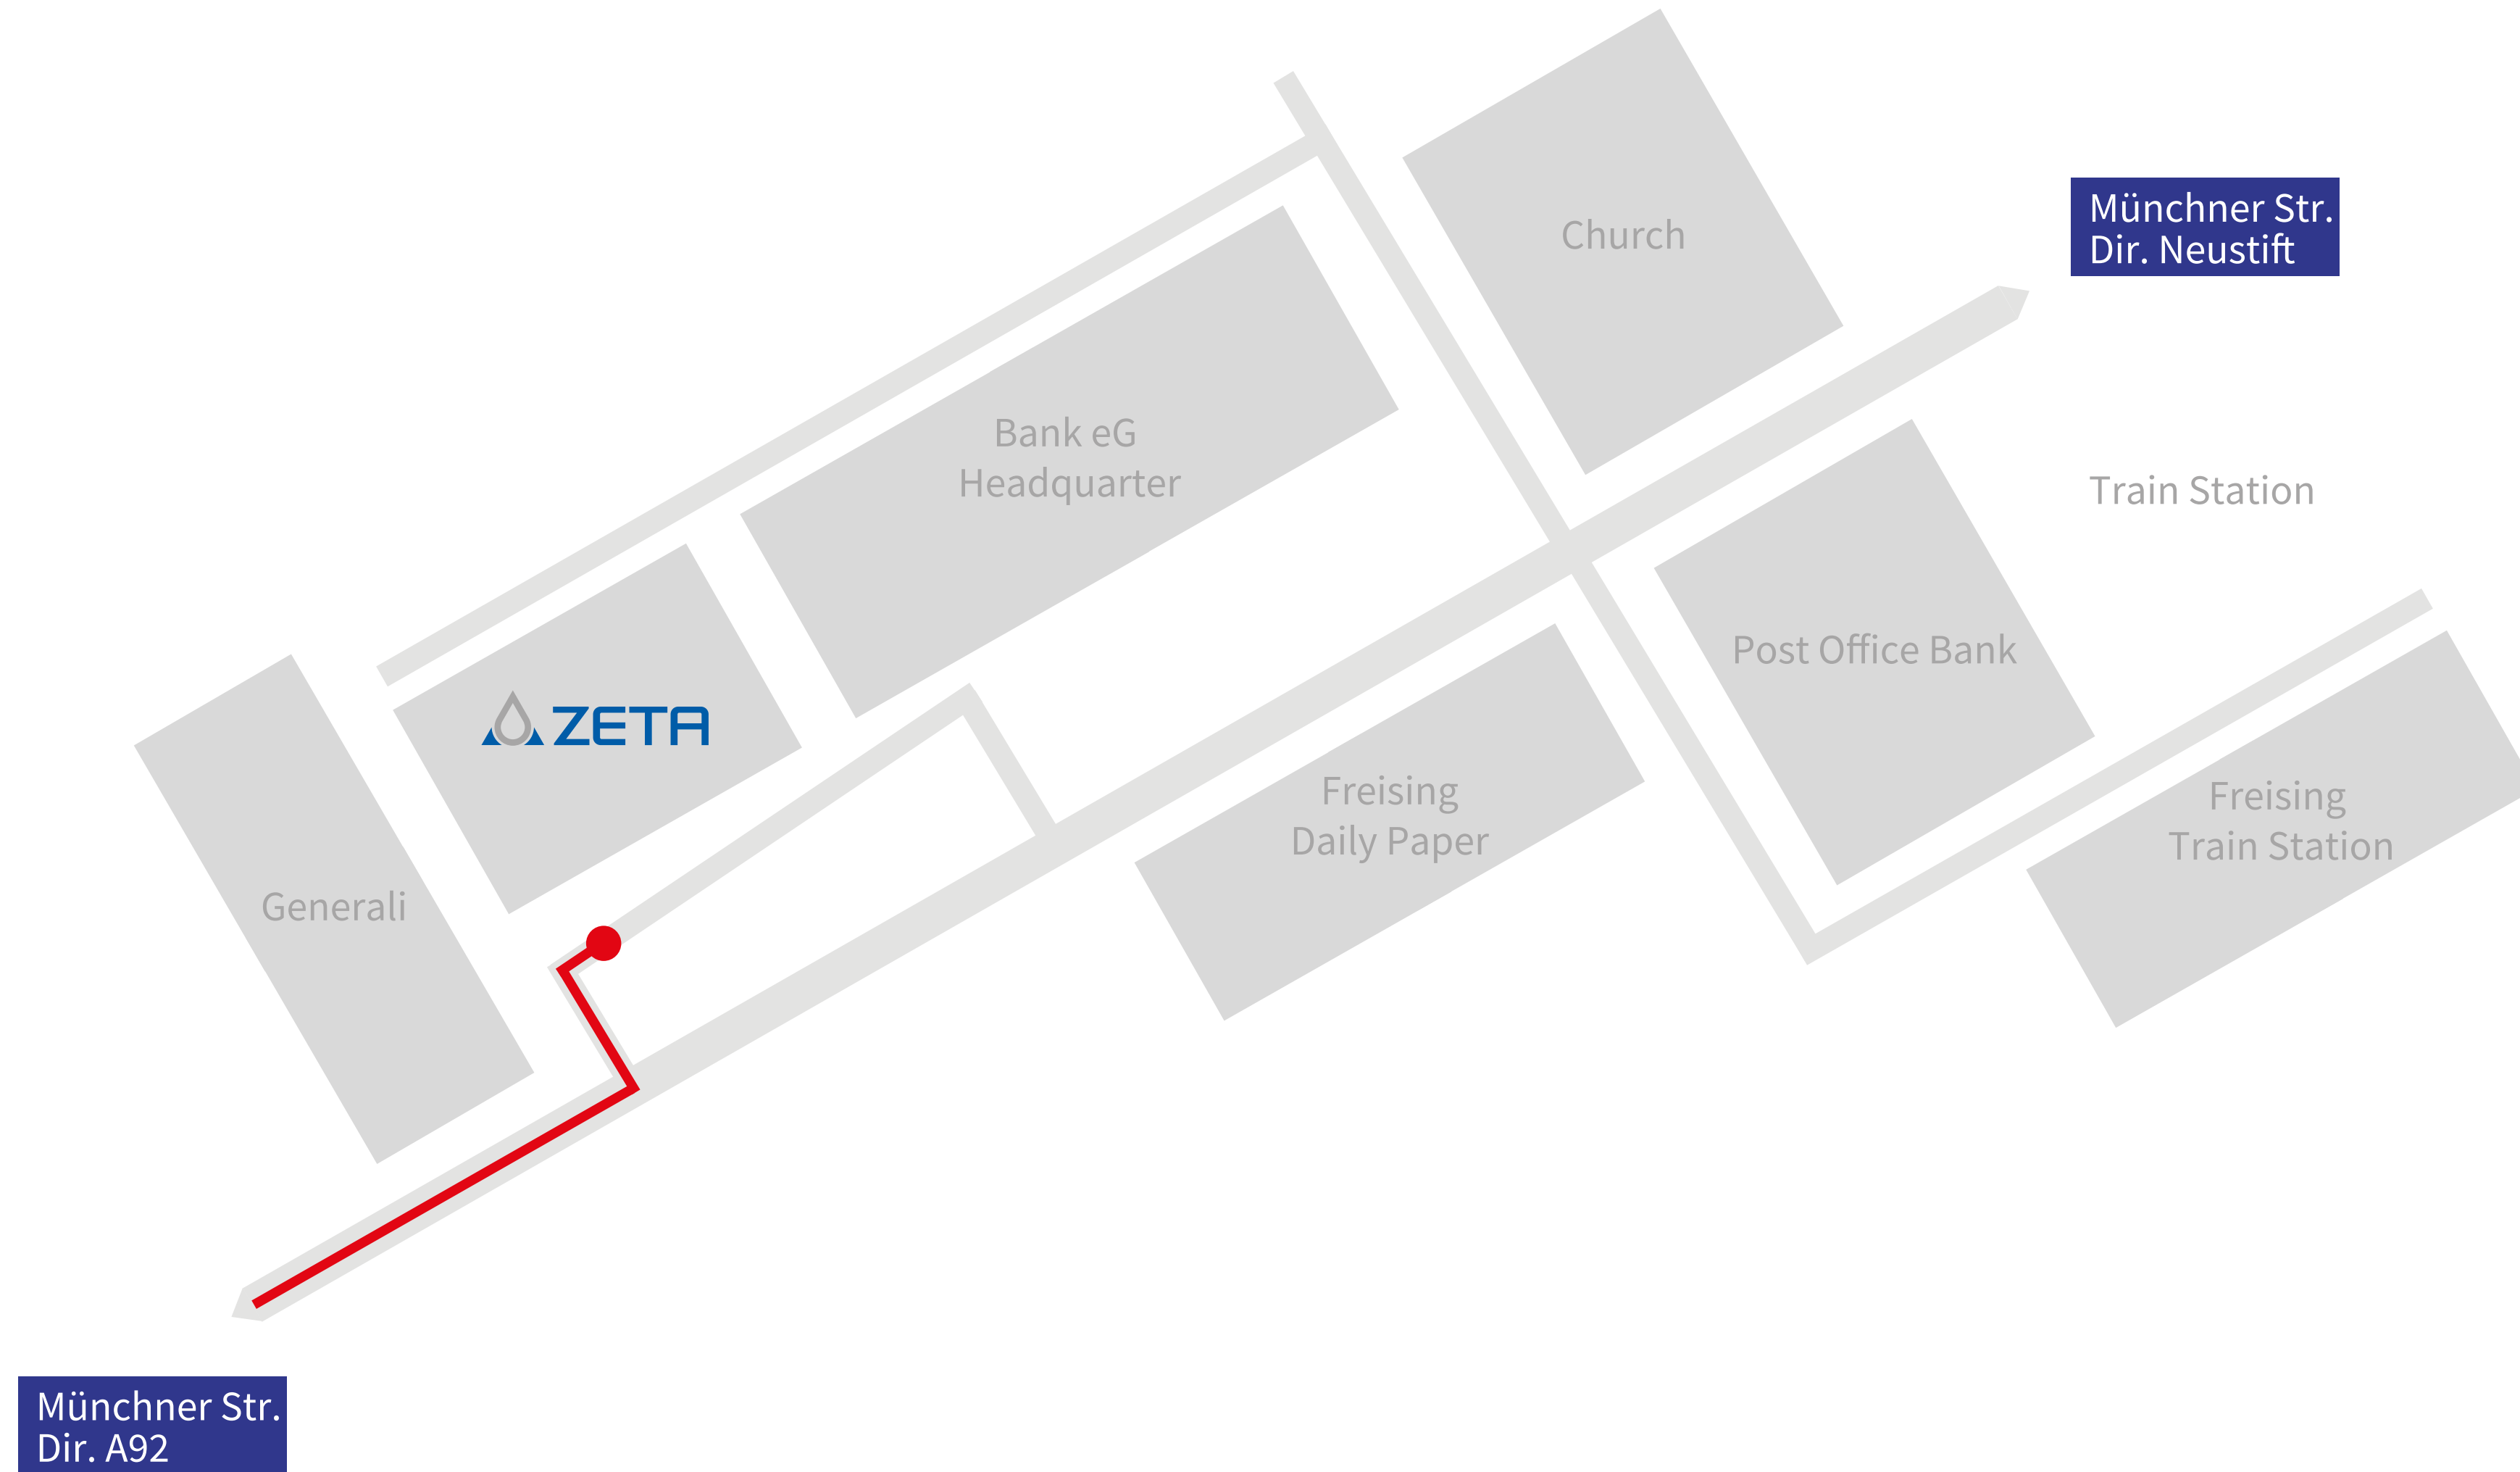 Church
Münchner Str.
Dir. Neustift
Bank eG
Headquarter
Train Station
Post Office Bank
ZETA
Freising
Daily Paper
Freising
Train Station
Generali
Münchner Str.
Dir. A92